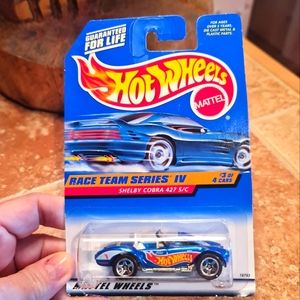 GUARANTEED
FOR LIFE
FOR AGES
OVER 3 YEARS.
DIE CAST METAL &
PLASTIC PARTS.
HOT WHEELS
MATTEL
RACE TEAM SERIES IV
SHELBY COBRA 427 S/C
#3 OF
4 CARS
Hot Wheels
MATTEL WHEELS